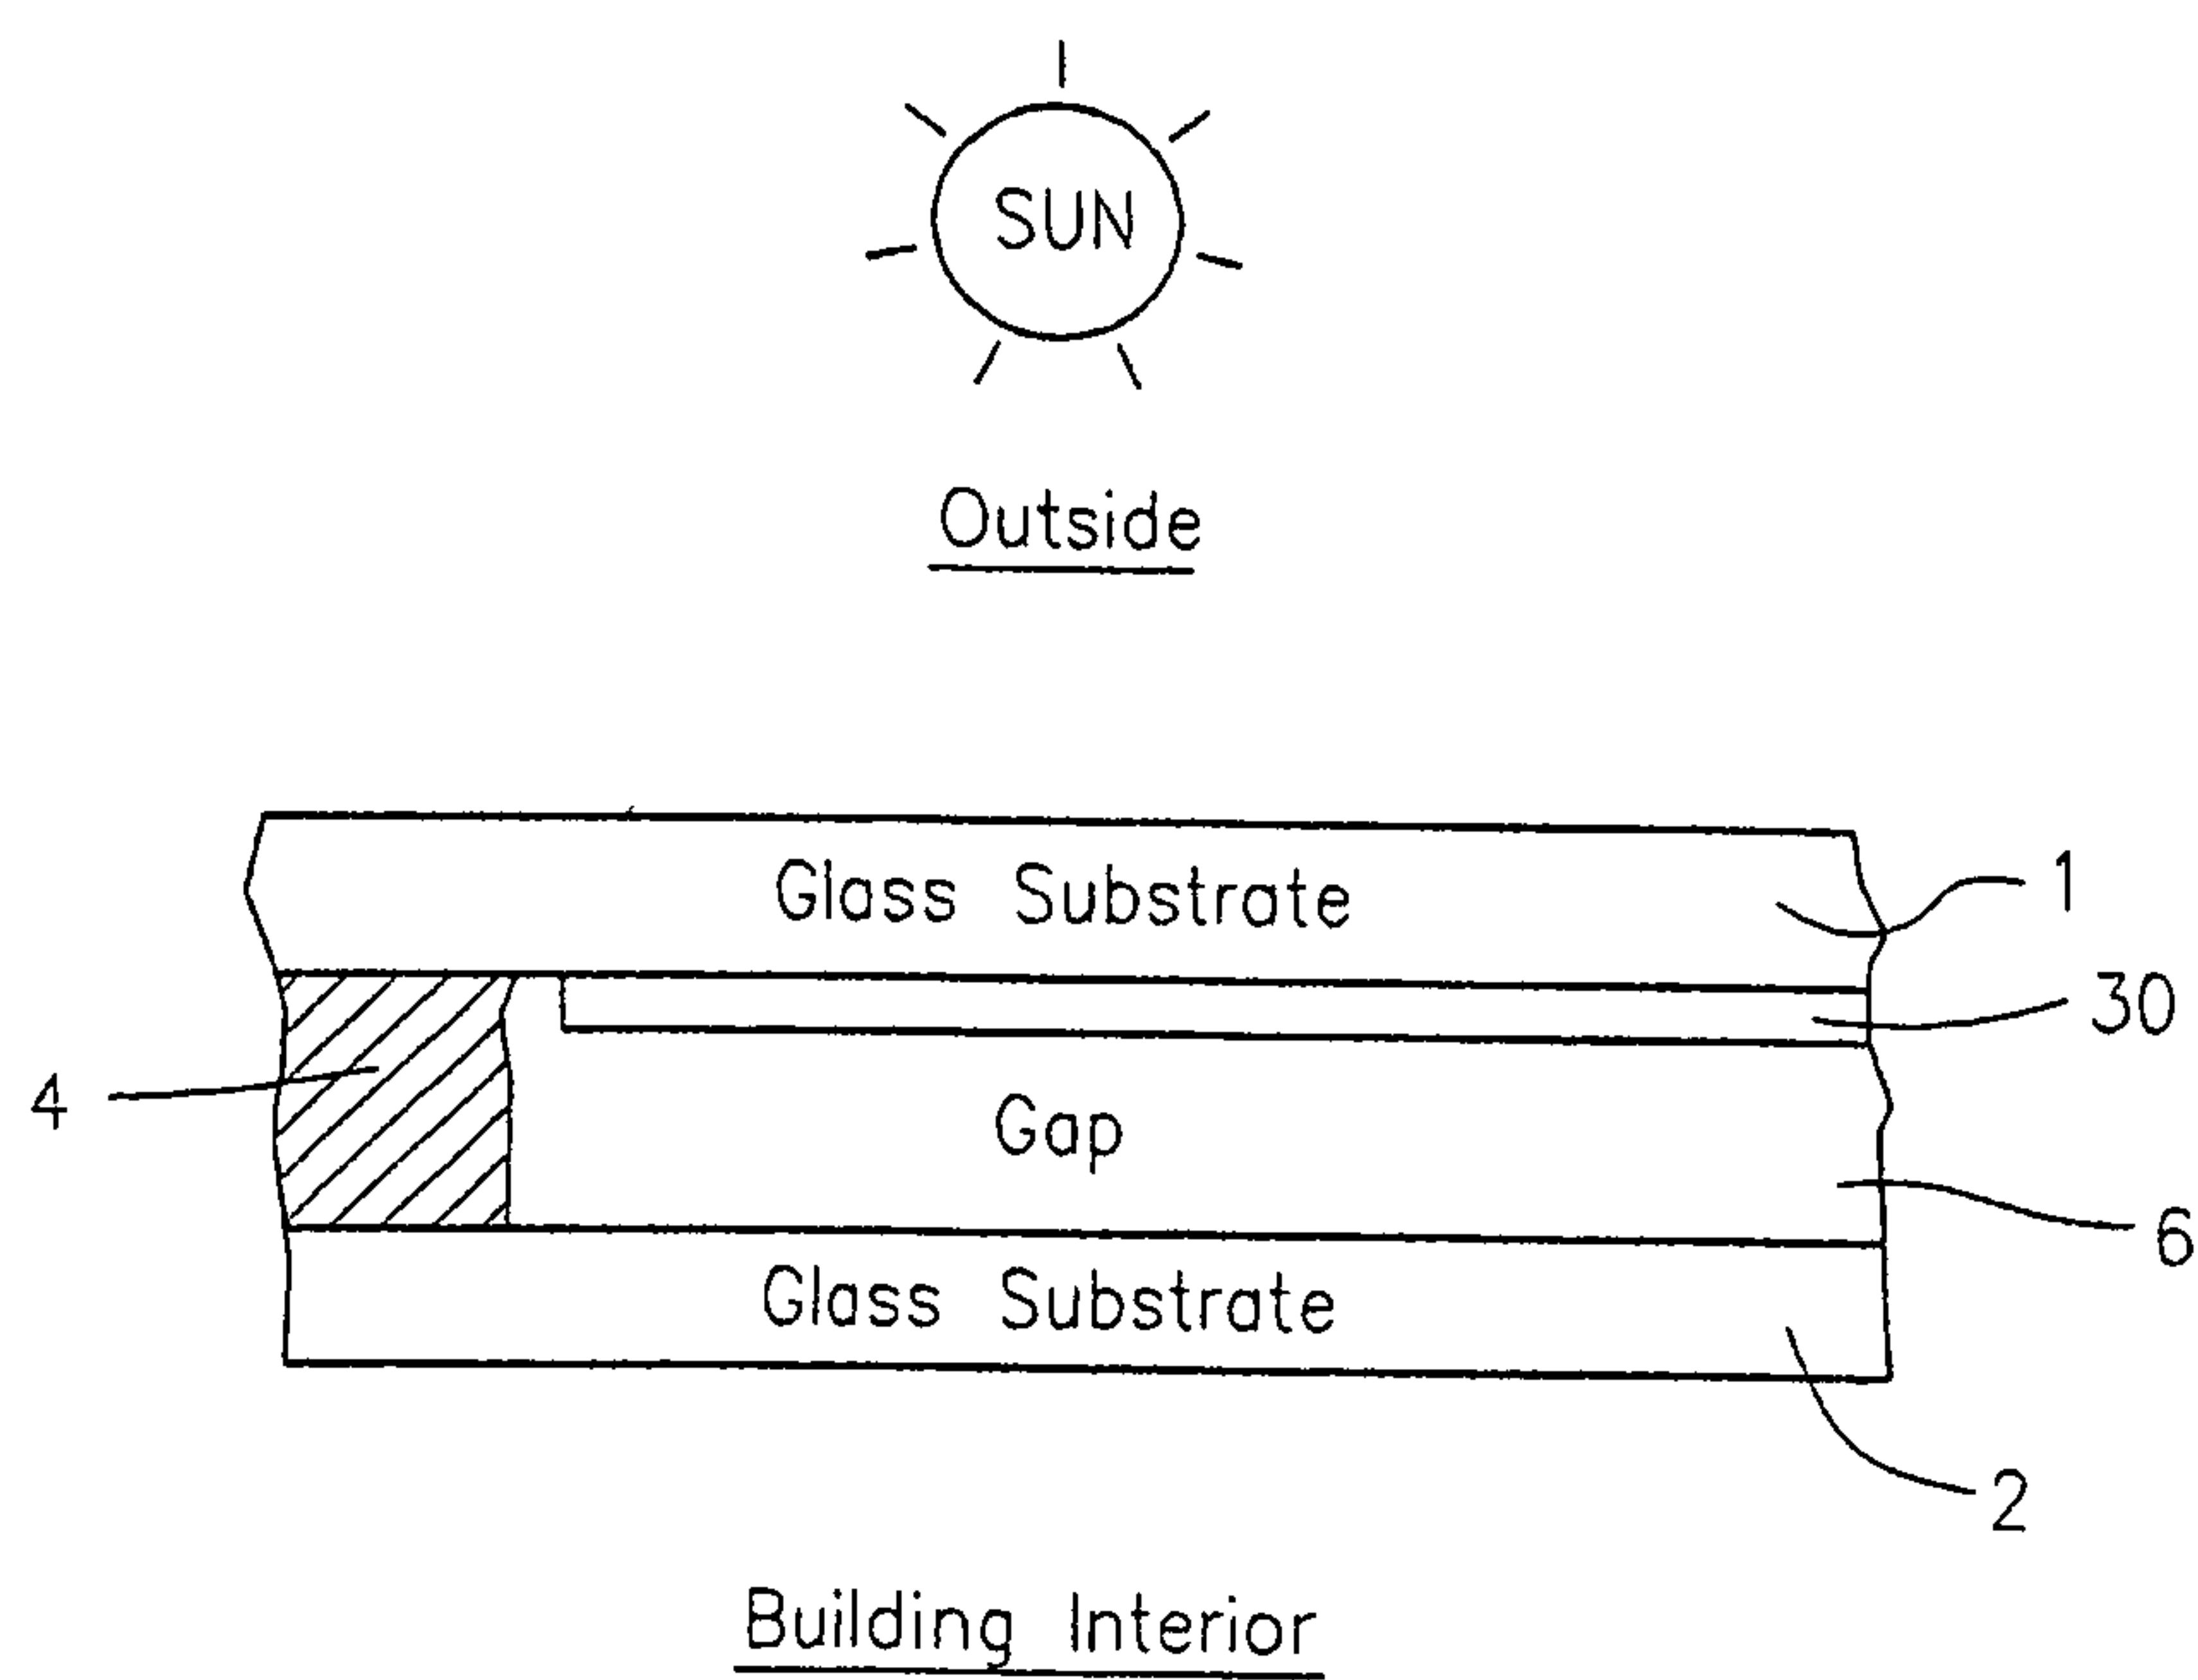 SUN
Outside
Glass Substrate
1
30
4
Gap
6
Glass Substrate
2
Building Interior